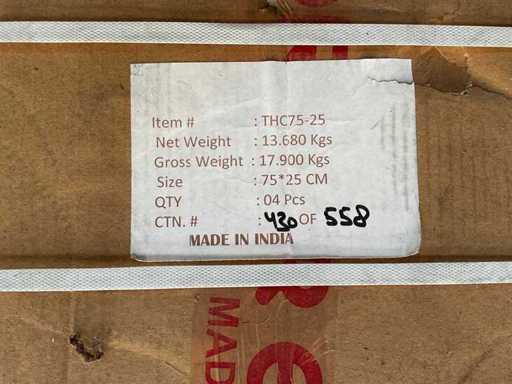 Item # : THC75-25
Net Weight : 13.680 Kgs
Gross Weight : 17.900 Kgs
Size : 75*25 CM
QTY : 04 Pcs
CTN. # : 430 OF 558
MADE IN INDIA
MAD